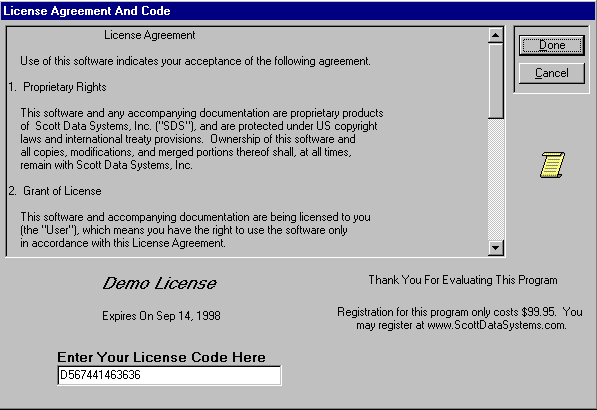 License Agreement And Code
License Agreement
Use of this software indicates your acceptance of the following agreement.
1. Proprietary Rights
This software and any accompanying documentation are proprietary products
of Scott Data Systems, Inc. ("SDS"), and are protected under US copyright
laws and international treaty provisions. Ownership of this software and
all copies, modifications, and merged portions thereof shall, at all times,
remain with Scott Data Systems, Inc.
2. Grant of License
This software and accompanying documentation are being licensed to you
(the "User"), which means you have the right to use the software only
in accordance with this License Agreement.
Done
Cancel
Demo License
Expires On Sep 14, 1998
Thank You For Evaluating This Program
Registration for this program only costs $99.95. You
may register at www.ScottDataSystems.com.
Enter Your License Code Here
D567441463636